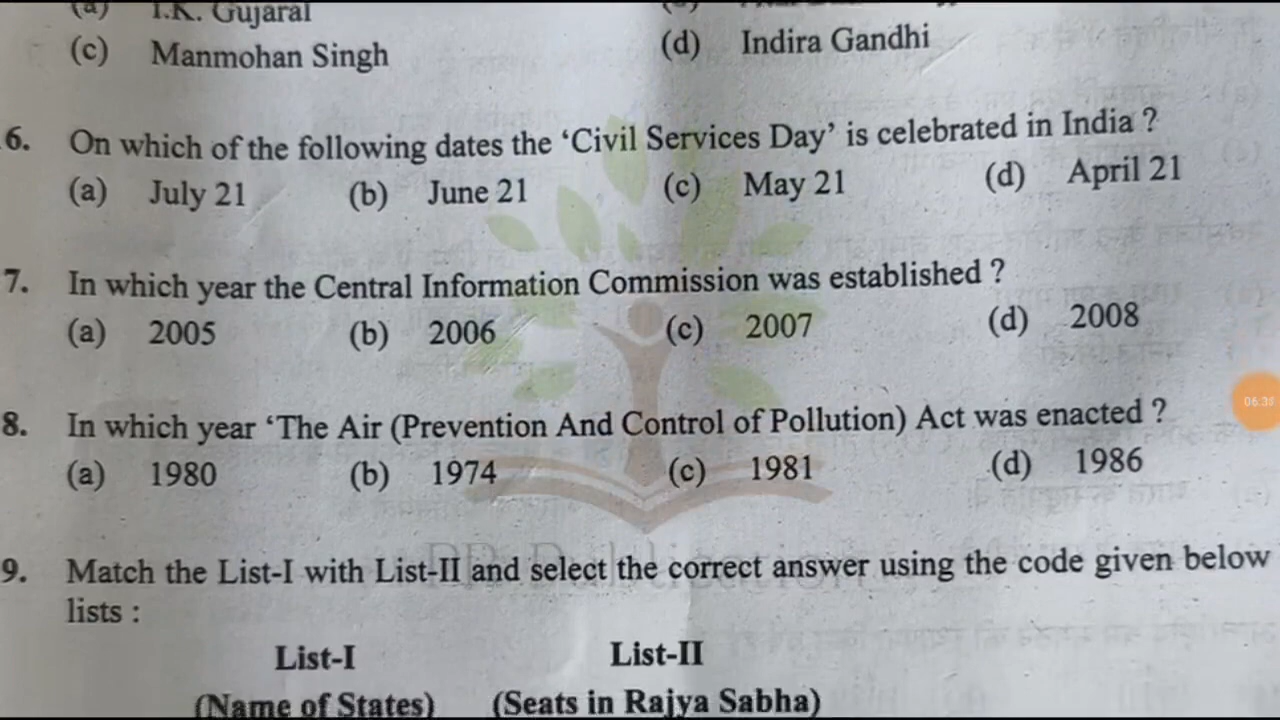 (a) I.K. Gujaral
(c) Manmohan Singh (d) Indira Gandhi
6. On which of the following dates the ‘Civil Services Day’ is celebrated in India ?
(a) July 21 (b) June 21 (c) May 21 (d) April 21
7. In which year the Central Information Commission was established ?
(a) 2005 (b) 2006 (c) 2007 (d) 2008
06:38
8. In which year ‘The Air (Prevention And Control of Pollution) Act was enacted ?
(a) 1980 (b) 1974 (c) 1981 (d) 1986
9. Match the List-I with List-II and select the correct answer using the code given below
lists :
List-I List-II
(Name of States) (Seats in Rajya Sabha)